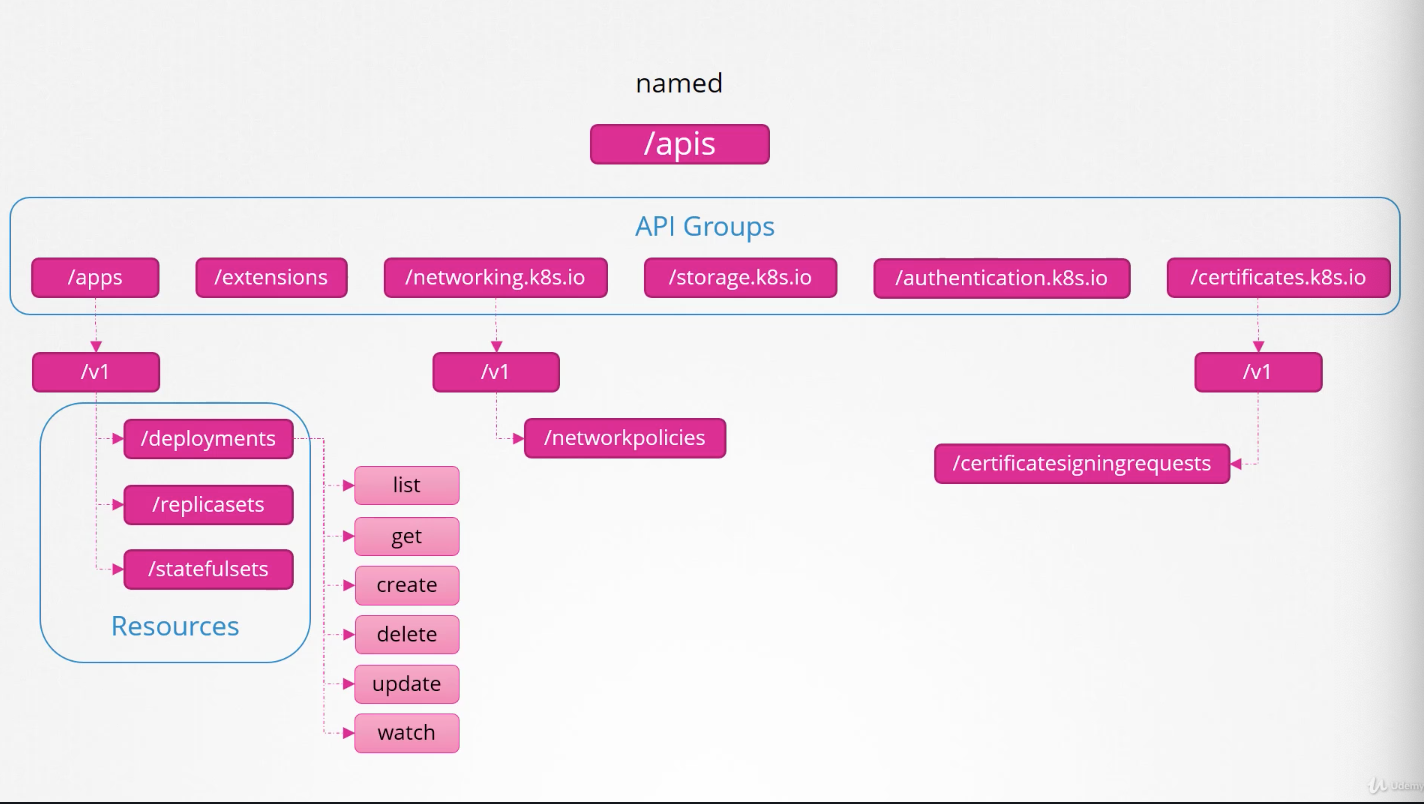 named
/apis
API Groups
/apps
/extensions
/networking.k8s.io
/storage.k8s.io
/authentication.k8s.io
/certificates.k8s.io
/v1
/v1
/v1
/deployments
/replicasets
/statefulsets
Resources
list
get
create
delete
update
watch
/networkpolicies
/certificatesigningrequests
Udemy